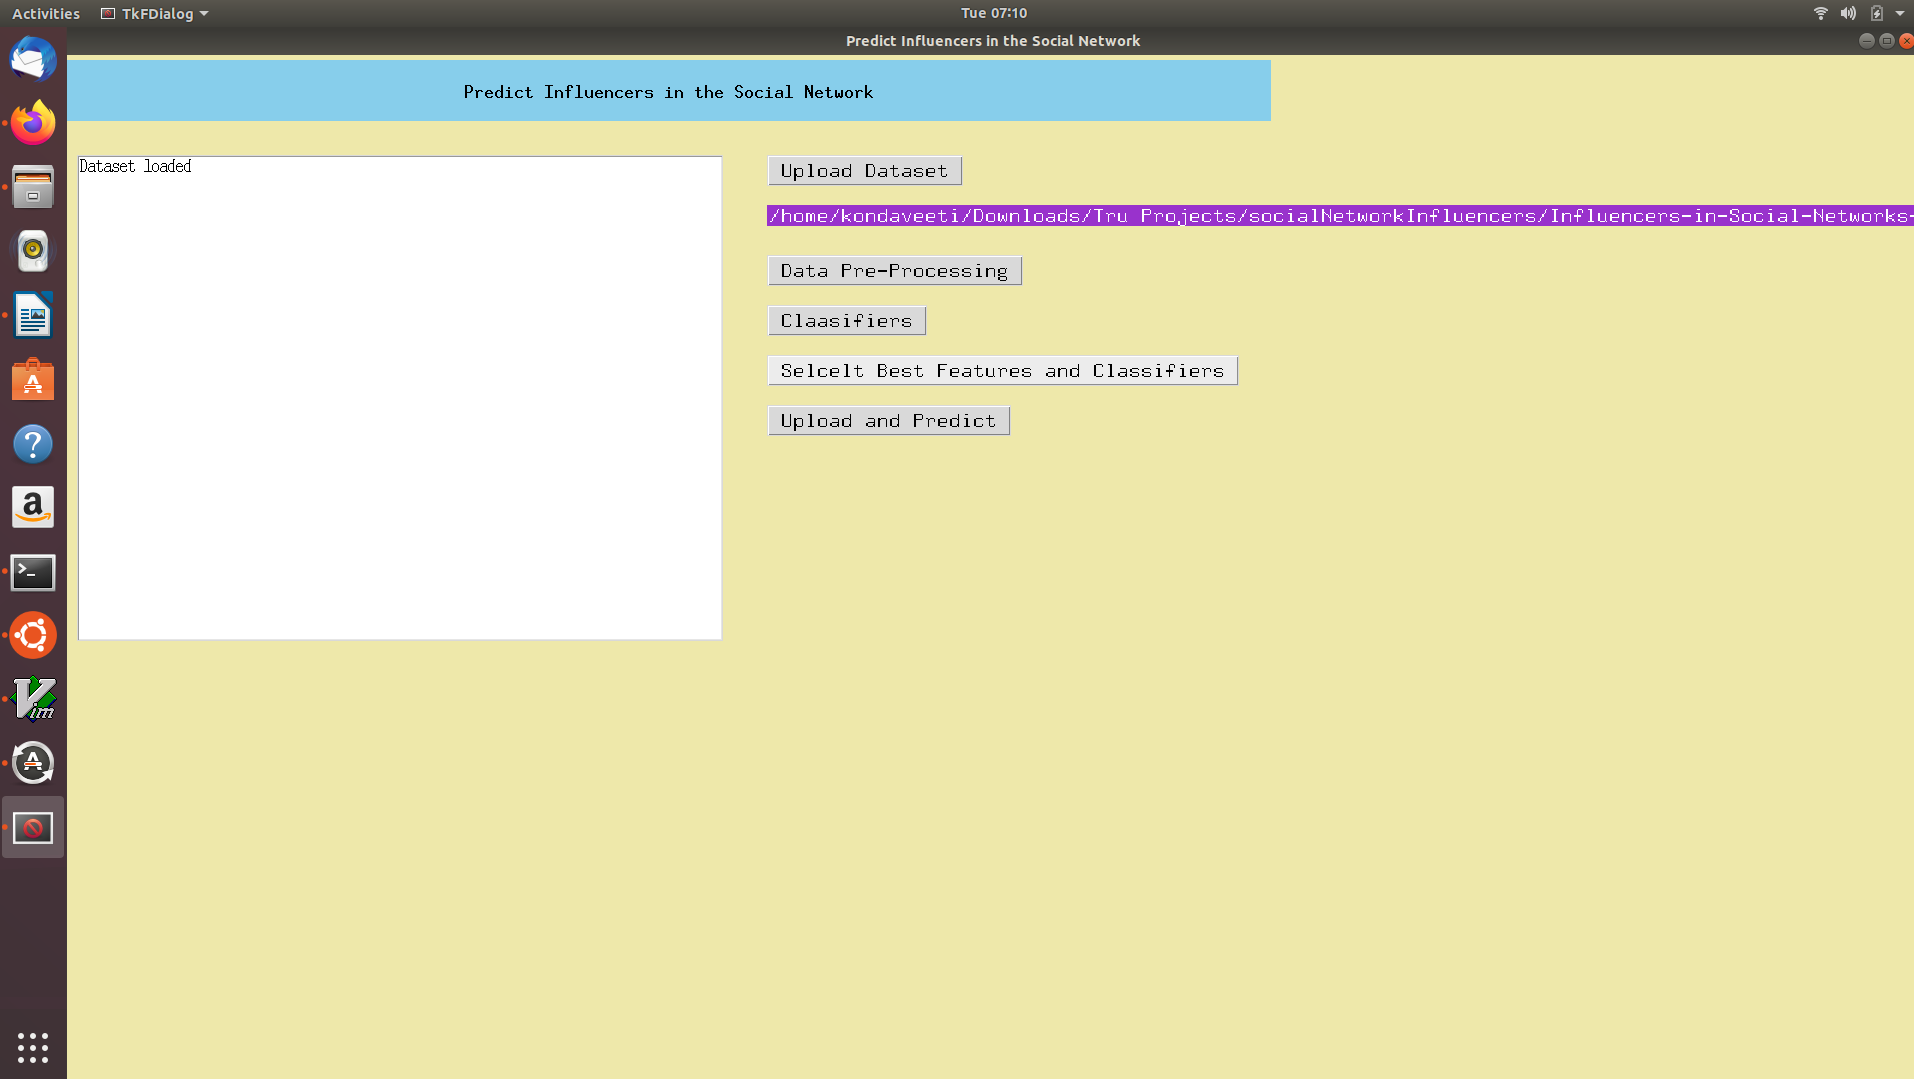 Activities
TkFDialog
Tue 07:10
Predict Influencers in the Social Network
Predict Influencers in the Social Network
Dataset loaded
Upload Dataset
/home/kondaveeti/Downloads/Tru Projects/socialNetworkInfluencers/Influencers-in-Social-Networks-
Data Pre-Processing
Claasifiers
Selcelt Best Features and Classifiers
Upload and Predict
?
a
>_
Vim
A
A